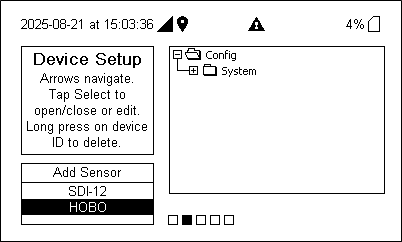 2025-08-21 at 15:03:36
4%
Device Setup
Arrows navigate.
Tap Select to
open/close or edit.
Long press on device
ID to delete.
Config
System
Add Sensor
SDI-12
HOBO